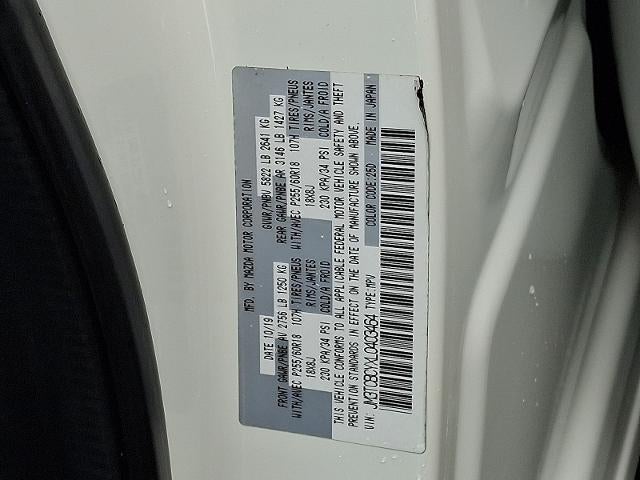 MFD. BY MAZDA MOTOR CORPORATION
DATE 10/19 GVWR/PNBV 5822 LB 2641 KG
FRONT GAWR/PNBE AV 2756 LB 1250 KG REAR GAWR/PNBE AR 3146 LB 1427 KG
WITH/AVEC P255/60R18 107H TIRES/PNEUS WITH/AVEC P255/60R18 107H TIRES/PNEUS
18X8J RIMS/JANTES 18X8J RIMS/JANTES
230 KPA/34 PSI COLD/A FROID 230 KPA/34 PSI COLD/A FROID
THIS VEHICLE CONFORMS TO ALL APPLICABLE FEDERAL MOTOR VEHICLE SAFETY AND THEFT
PREVENTION STANDARDS IN EFFECT ON THE DATE OF MANUFACTURE SHOWN ABOVE.
VIN: JM3TCBCYXL0403464 TYPE:MPV COLOR CODE:25D MADE IN JAPAN